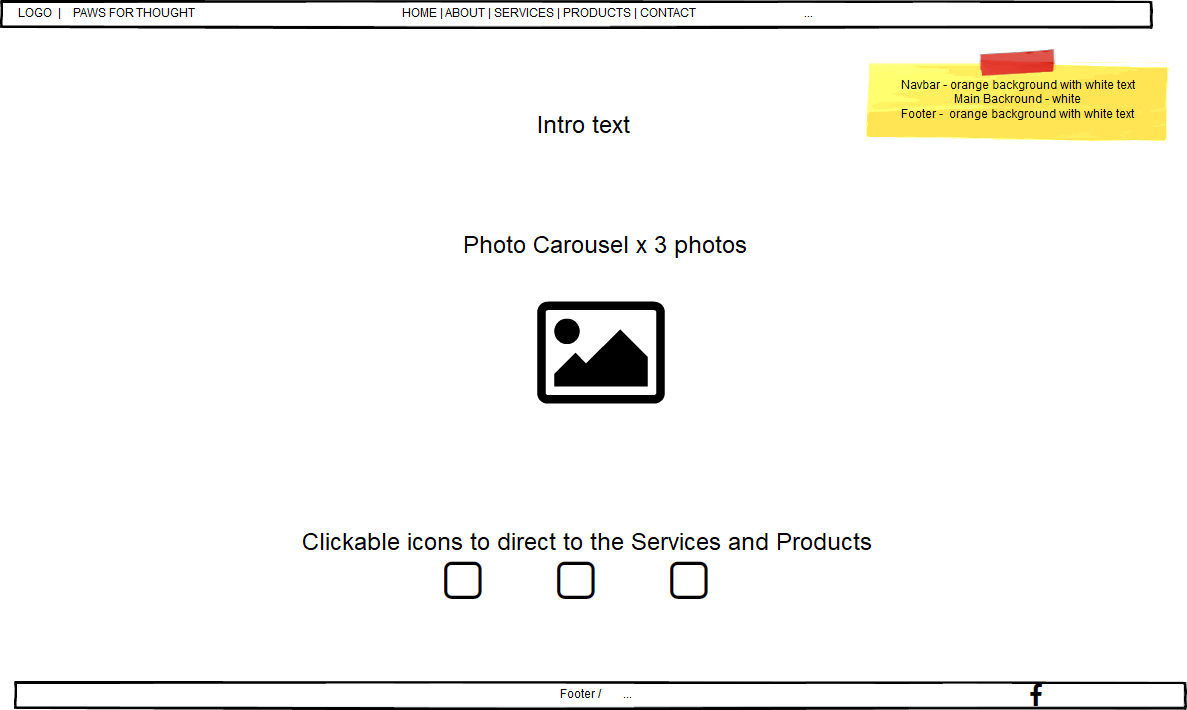 LOGO | PAWS FOR THOUGHT HOME | ABOUT | SERVICES | PRODUCTS | CONTACT ...
Navbar - orange background with white text
Main Backround - white
Footer - orange background with white text
Intro text
Photo Carousel x 3 photos
Clickable icons to direct to the Services and Products
Footer / ... f